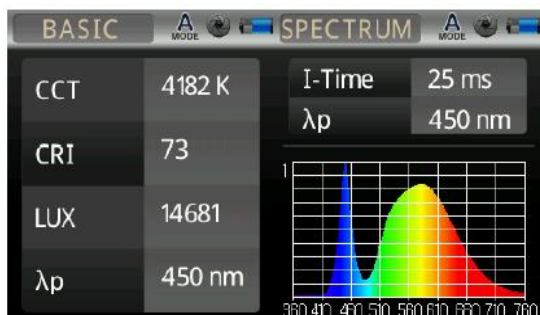 BASIC
A
MODE
CCT 4182 K
CRI 73
LUX 14681
λp 450 nm
SPECTRUM
A
MODE
I-Time 25 ms
λp 450 nm
1
360 410 460 510 560 610 660 710 760